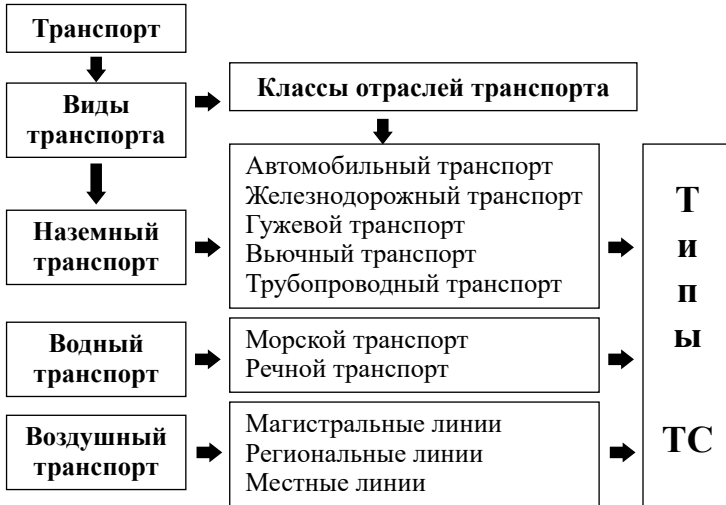 Транспорт
Виды
транспорта
Классы отраслей транспорта
Наземный
транспорт
Автомобильный транспорт
Железнодорожный транспорт
Гужевой транспорт
Вьючный транспорт
Трубопроводный транспорт
Водный
транспорт
Морской транспорт
Речной транспорт
Воздушный
транспорт
Магистральные линии
Региональные линии
Местные линии
Т
и
п
ы
ТС